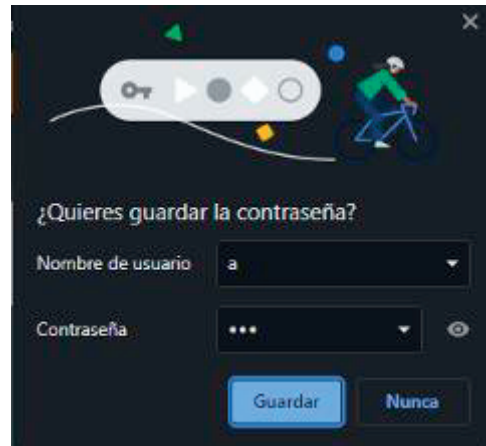 ¿Quieres guardar la contraseña?
Nombre de usuario a
Contraseña •••
Guardar Nunca